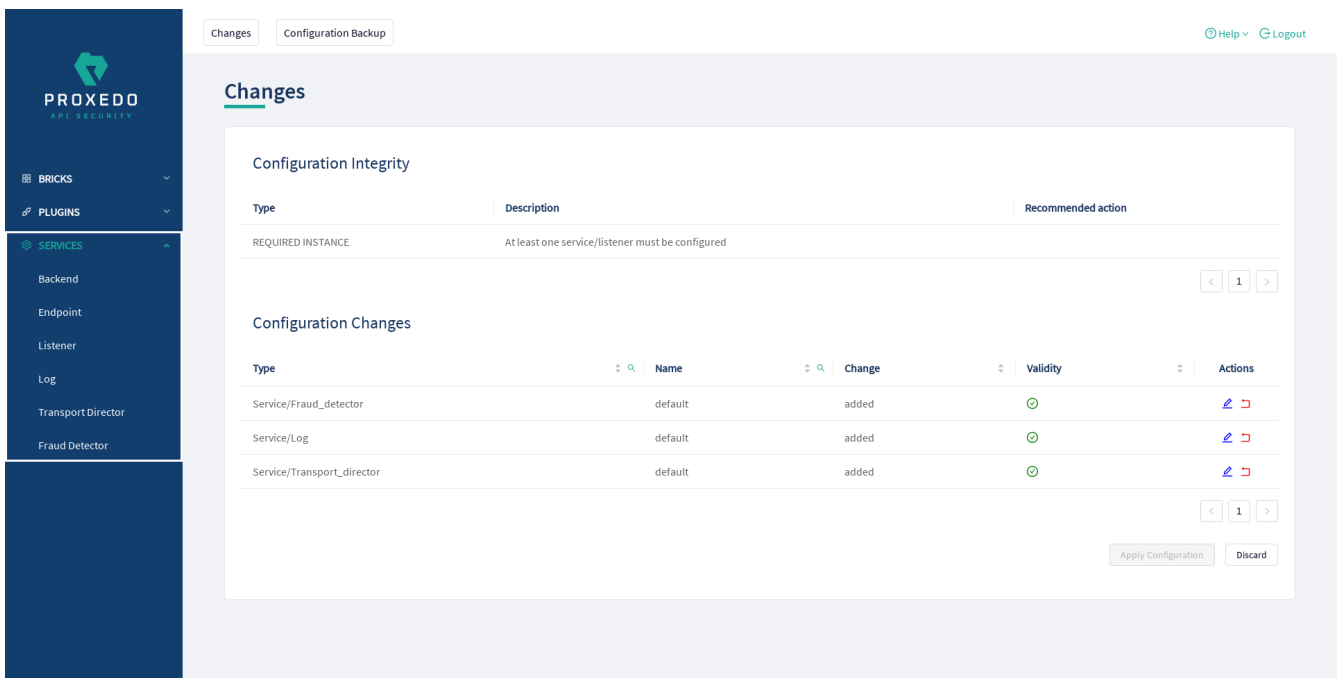 Changes
Configuration Backup
Help
Logout
PROXEDO
API SECURITY
BRICKS
PLUGINS
SERVICES
Backend
Endpoint
Listener
Log
Transport Director
Fraud Detector
Changes
Configuration Integrity
Type Description Recommended action
REQUIRED INSTANCE At least one service/listener must be configured
< 1 >
Configuration Changes
Type Name Change Validity Actions
Service/Fraud_detector default added
Service/Log default added
Service/Transport_director default added
< 1 >
Apply Configuration Discard